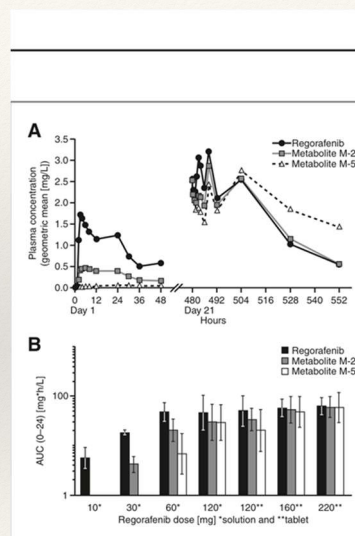 A
3.5
3.0
2.5
2.0
1.5
1.0
0.5
0.0
Plasma concentration
(geometric mean [mg/L])
Regorafenib
Metabolite M-2
Metabolite M-5
0 12 24 36 48 480 492 504 516 528 540 552
Day 1 Day 21
Hours
B
100
1
AUC (0–24) [mg*h/L]
Regorafenib
Metabolite M-2
Metabolite M-5
10* 30* 60* 120* 120** 160** 220**
Regorafenib dose [mg] *solution and **tablet